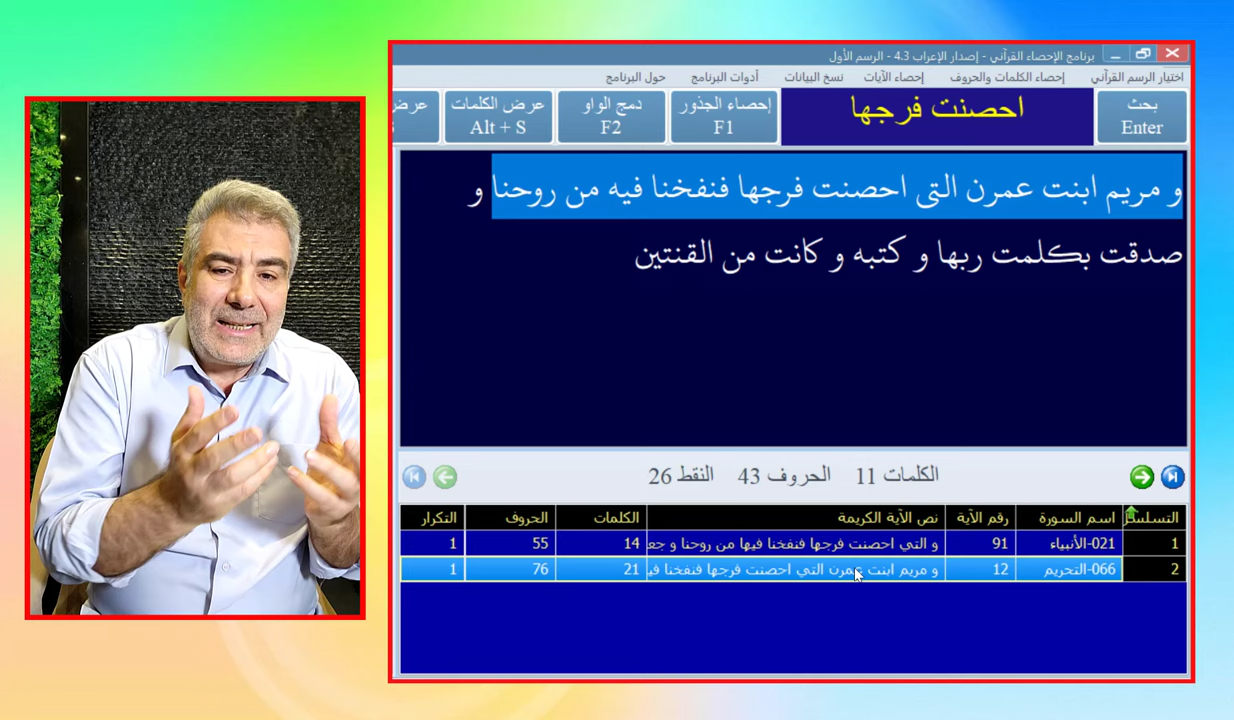 برنامج الإحصاء القرآني - إصدار الإعراب 4.3 - الرسم الأول
اختيار الرسم القرآني إحصاء الكلمات والحروف إحصاء الآيات نسخ البيانات أدوات البرنامج حول البرنامج
بحث احصنت فرجها إحصاء الجذور دمج الواو عرض الكلمات عرض
Enter F1 F2 Alt + S
و مريم ابنت عمرن التى احصنت فرجها فنفخنا فيه من روحنا و
صدقت بكلمت ربها و كتبه و كانت من القنتين
الكلمات 11 الحروف 43 النقط 26
التسلسل اسم السورة رقم الآية نص الآية الكريمة الكلمات الحروف التكرار
1 021-الأنبياء 91 و التي احصنت فرجها فنفخنا فيها من روحنا و جع 14 55 1
2 066-التحريم 12 و مريم ابنت عمرن التي احصنت فرجها فنفخنا في 21 76 1